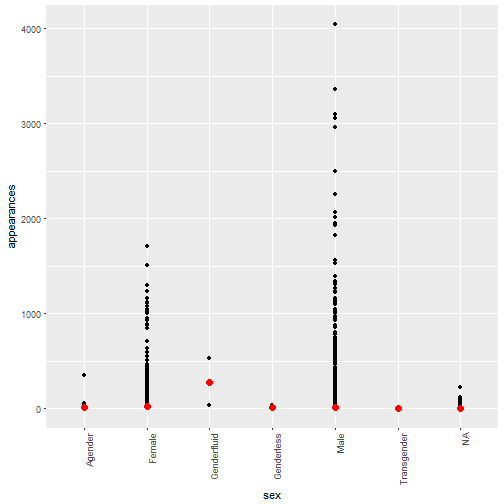 4000
3000
2000
1000
0
appearances
Agender
Female
Genderfluid
Genderless
Male
Transgender
NA
sex